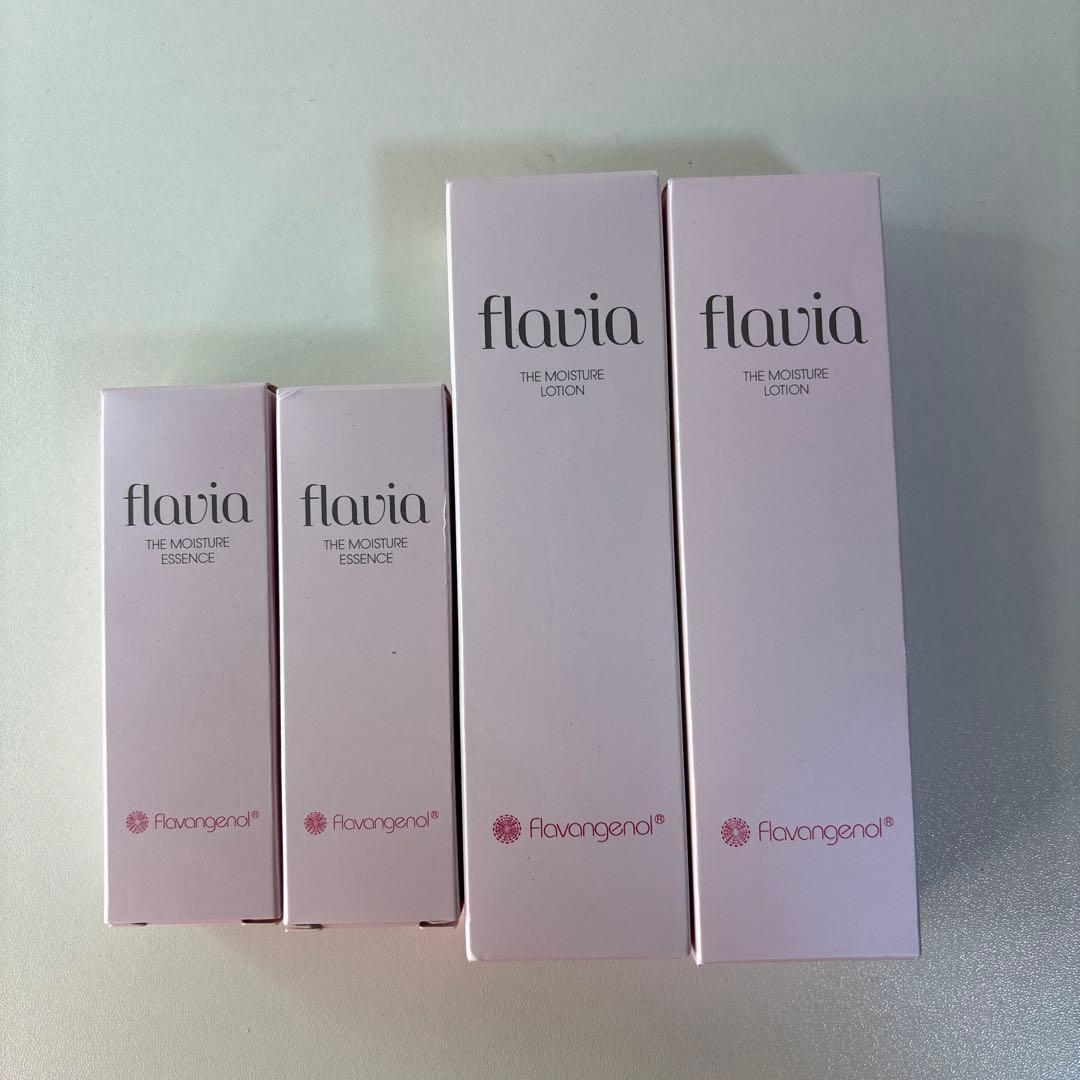 flavia
THE MOISTURE
ESSENCE
Flavangenol®
flavia
THE MOISTURE
ESSENCE
Flavangenol®
flavia
THE MOISTURE
LOTION
Flavangenol®
flavia
THE MOISTURE
LOTION
Flavangenol®